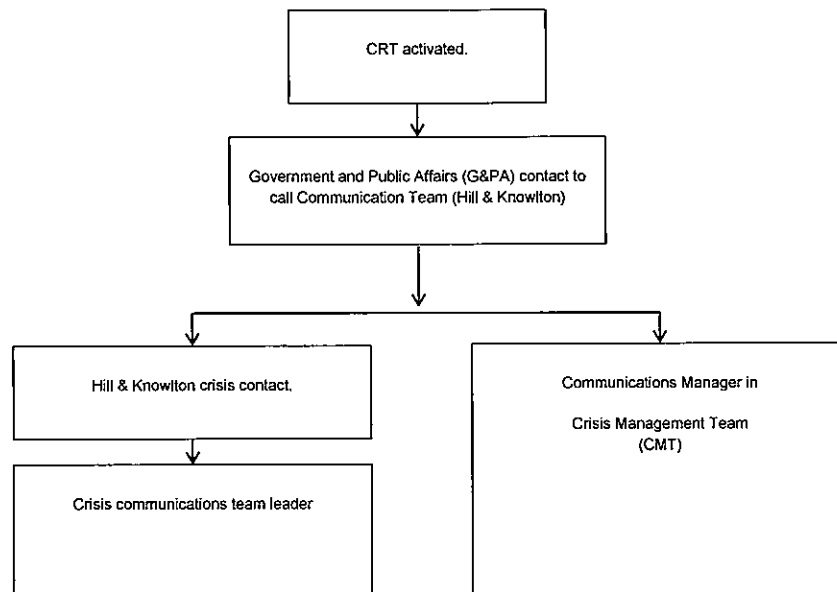 CRT activated.
Government and Public Affairs (G&PA) contact to
call Communication Team (Hill & Knowlton)
Hill & Knowlton crisis contact.
Crisis communications team leader
Communications Manager in
Crisis Management Team
(CMT)